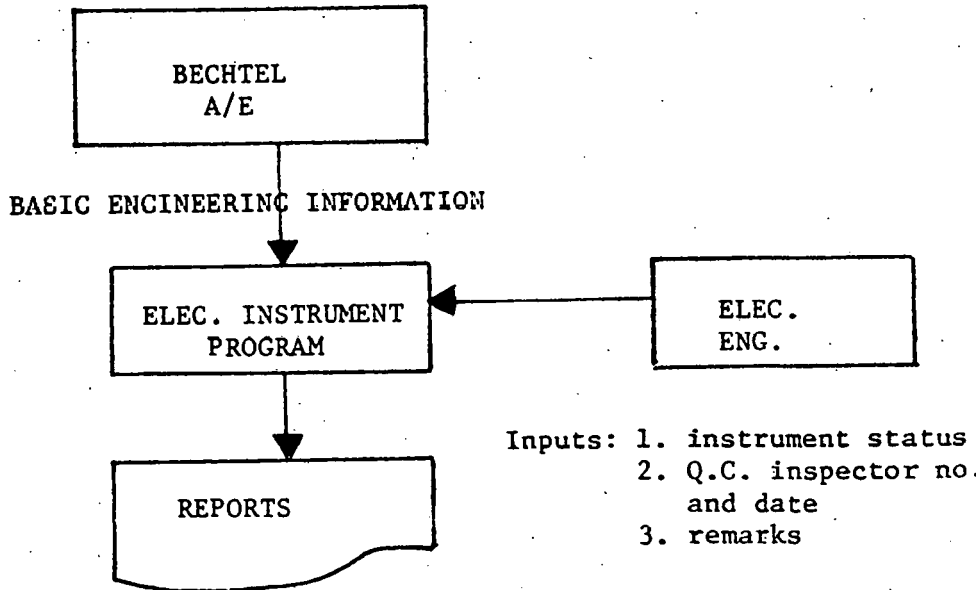 BECHTEL
A/E
BASIC ENGINEERING INFORMATION
ELEC. INSTRUMENT
PROGRAM
ELEC.
ENG.
REPORTS
Inputs: 1. instrument status
2. Q.C. inspector no.
and date
3. remarks